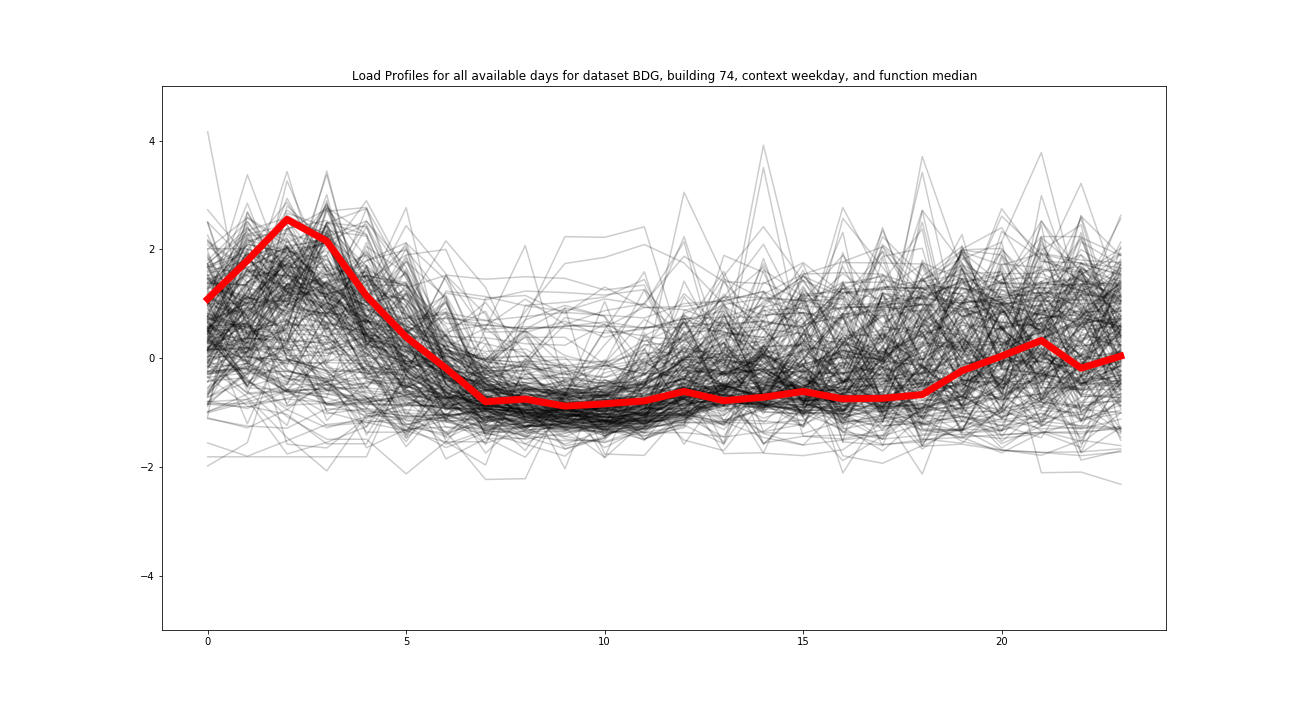 Load Profiles for all available days for dataset BDG, building 74, context weekday, and function median
4
2
0
−2
−4
0 5 10 15 20